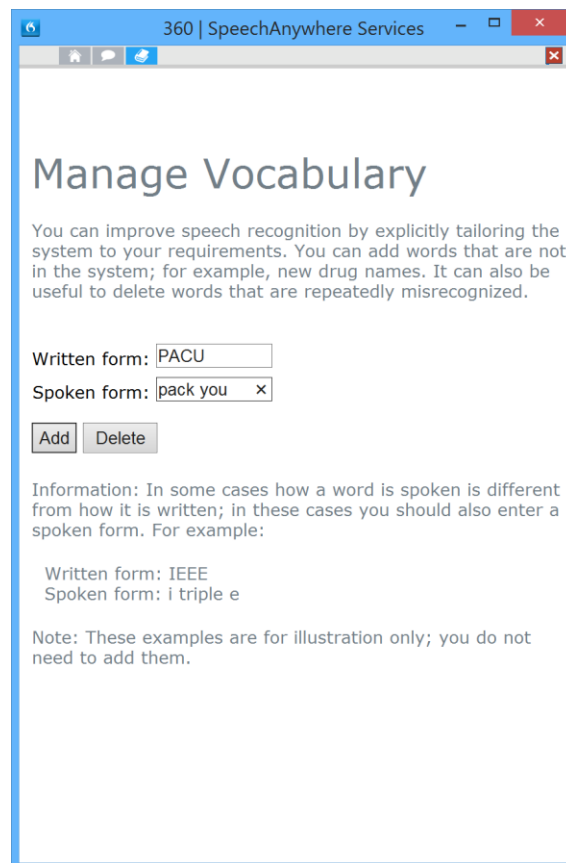 360 | SpeechAnywhere Services
Manage Vocabulary
You can improve speech recognition by explicitly tailoring the
system to your requirements. You can add words that are not
in the system; for example, new drug names. It can also be
useful to delete words that are repeatedly misrecognized.
Written form: PACU
Spoken form: pack you
Add Delete
Information: In some cases how a word is spoken is different
from how it is written; in these cases you should also enter a
spoken form. For example:
Written form: IEEE
Spoken form: i triple e
Note: These examples are for illustration only; you do not
need to add them.